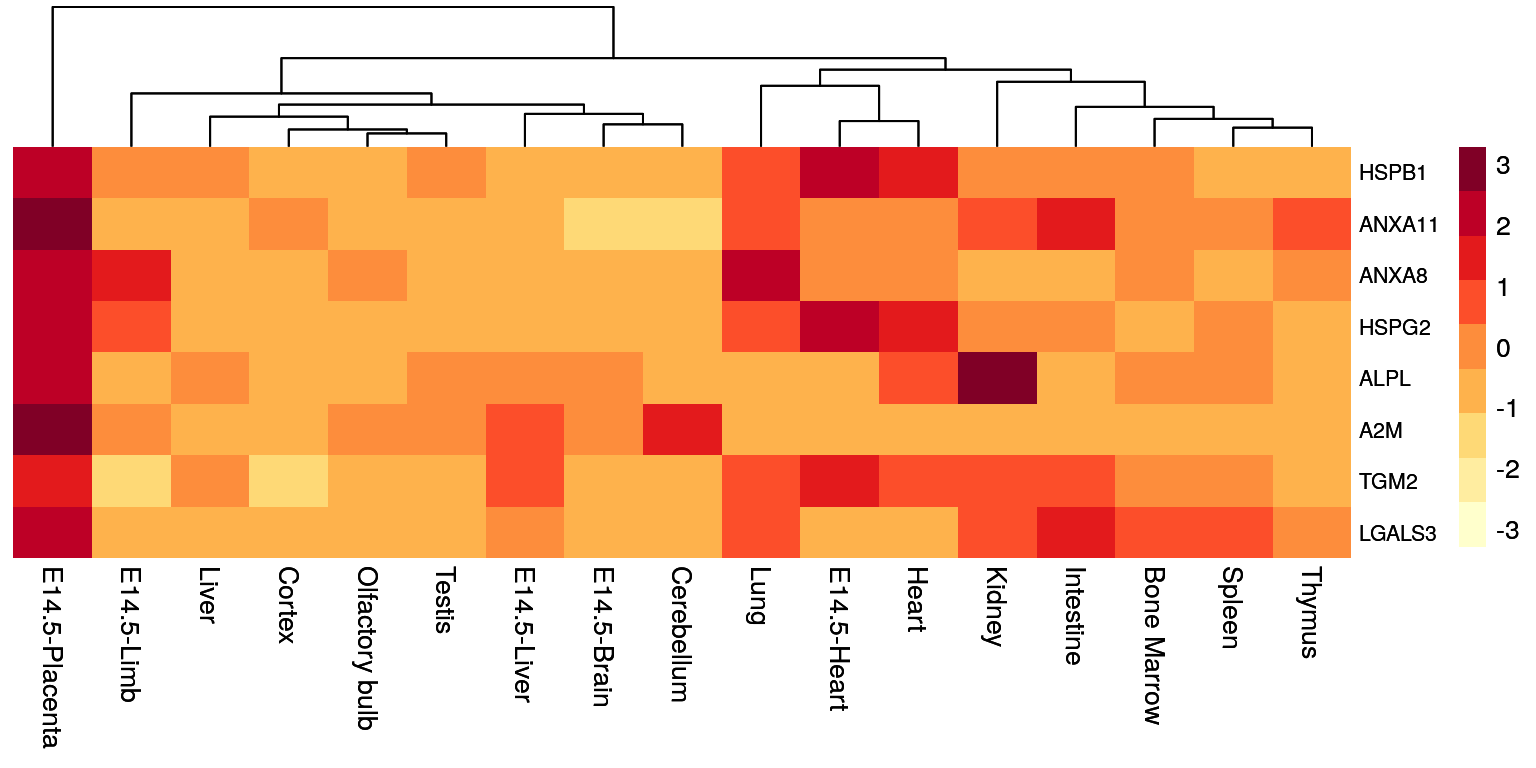 HSPB1
ANXA11
ANXA8
HSPG2
ALPL
A2M
TGM2
LGALS3
3
2
1
0
-1
-2
-3
E14.5-Placenta
E14.5-Limb
Liver
Cortex
Olfactory bulb
Testis
E14.5-Liver
E14.5-Brain
Cerebellum
Lung
E14.5-Heart
Heart
Kidney
Intestine
Bone Marrow
Spleen
Thymus